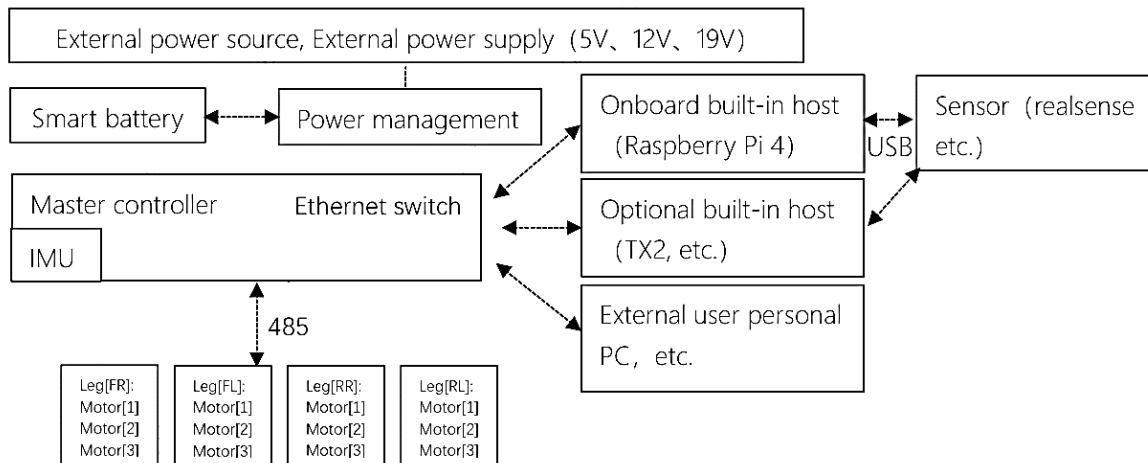 External power source, External power supply（5V、12V、19V）
Smart battery
Power management
Onboard built-in host
（Raspberry Pi 4）
USB
Sensor（realsense
etc.）
Master controller
Ethernet switch
IMU
Optional built-in host
（TX2, etc.）
External user personal
PC，etc.
485
Leg[FR]:
Motor[1]
Motor[2]
Motor[3]
Leg[FL]:
Motor[1]
Motor[2]
Motor[3]
Leg[RR]:
Motor[1]
Motor[2]
Motor[3]
Leg[RL]:
Motor[1]
Motor[2]
Motor[3]